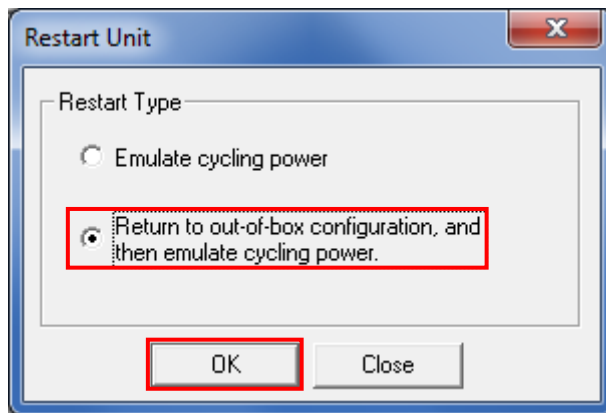 Restart Unit
Restart Type
Emulate cycling power
Return to out-of-box configuration, and
then emulate cycling power.
OK
Close